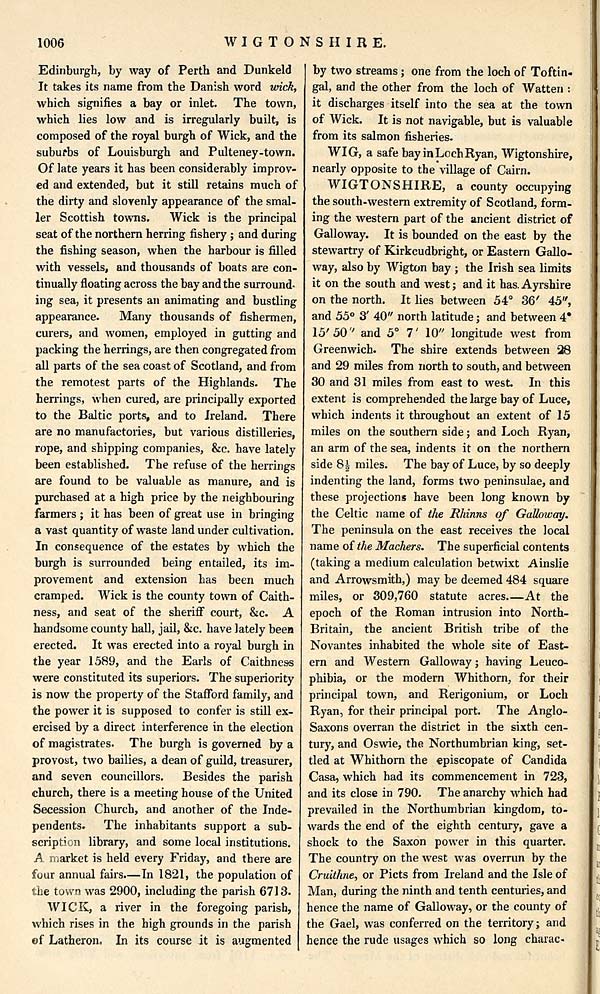 1006
WIGTONSHIRE.
Edinburgh, by way of Perth and Dunkeld
It takes its name from the Danish word wick,
which signifies a bay or inlet. The town,
which lies low and is irregularly built, is
composed of the royal burgh of Wick, and the
suburbs of Louisburgh and Pulteney-town.
Of late years it has been considerably improv-
ed and extended, but it still retains much of
the dirty and slovenly appearance of the smal-
ler Scottish towns. Wick is the principal
seat of the northern herring fishery; and during
the fishing season, when the harbour is filled
with vessels, and thousands of boats are con-
tinually floating across the bay and the surround-
ing sea, it presents an animating and bustling
appearance. Many thousands of fishermen,
curers, and women, employed in gutting and
packing the herrings, are then congregated from
all parts of the sea coast of Scotland, and from
the remotest parts of the Highlands. The
herrings, when cured, are principally exported
to the Baltic ports, and to Ireland. There
are no manufactories, but various distilleries,
rope, and shipping companies, &c. have lately
been established. The refuse of the herrings
are found to be valuable as manure, and is
purchased at a high price by the neighbouring
farmers; it has been of great use in bringing
a vast quantity of waste land under cultivation.
In consequence of the estates by which the
burgh is surrounded being entailed, its im-
provement and extension has been much
cramped. Wick is the county town of Caith-
ness, and seat of the sheriff court, &c. A
handsome county hall, jail, &c. have lately been
erected. It was erected into a royal burgh in
the year 1589, and the Earls of Caithness
were constituted its superiors. The superiority
is now the property of the Stafford family, and
the power it is supposed to confer is still ex-
ercised by a direct interference in the election
of magistrates. The burgh is governed by a
provost, two bailies, a dean of guild, treasurer,
and seven councillors. Besides the parish
church, there is a meeting house of the United
Secession Church, and another of the Inde-
pendents. The inhabitants support a sub-
scription library, and some local institutions.
A market is held every Friday, and there are
four annual fairs.—In 1821, the population of
the town was 2900, including the parish 6713.
WICK, a river in the foregoing parish,
which rises in the high grounds in the parish
of Latheron. In its course it is augmented
by two streams; one from the loch of Toftin-
gal, and the other from the loch of Watten:
it discharges itself into the sea at the town
of Wick. It is not navigable, but is valuable
from its salmon fisheries.
WIG, a safe bay in Loch Ryan, Wigtonshire,
nearly opposite to the village of Cairn.
WIGTONSHIRE, a county occupying
the south-western extremity of Scotland, form-
ing the western part of the ancient district of
Galloway. It is bounded on the east by the
stewartry of Kirkcudbright, or Eastern Gallo-
way, also by Wigton bay; the Irish sea limits
it on the south and west; and it has Ayrshire
on the north. It lies between 54° 36′ 45″,
and 55° 3′ 40″ north latitude; and between 4°
15′ 50″ and 5° 7′ 10″ longitude west from
Greenwich. The shire extends between 28
and 29 miles from north to south, and between
30 and 31 miles from east to west. In this
extent is comprehended the large bay of Luce,
which indents it throughout an extent of 15
miles on the southern side; and Loch Ryan,
an arm of the sea, indents it on the northern
side 8½ miles. The bay of Luce, by so deeply
indenting the land, forms two peninsulae, and
these projections have been long known by
the Celtic name of the Rhinns of Galloway.
The peninsula on the east receives the local
name of the Machers. The superficial contents
(taking a medium calculation betwixt Ainslie
and Arrowsmith,) may be deemed 484 square
miles, or 309,760 statute acres.—At the
epoch of the Roman intrusion into North-
Britain, the ancient British tribe of the
Novantes inhabited the whole site of East-
ern and Western Galloway; having Leuco-
phibia, or the modern Whithorn, for their
principal town, and Rerigonium, or Loch
Ryan, for their principal port. The Anglo-
Saxons overran the district in the sixth cen-
tury, and Oswie, the Northumbrian king, set-
tled at Whithorn the episcopate of Candida
Casa, which had its commencement in 723,
and its close in 790. The anarchy which had
prevailed in the Northumbrian kingdom, to-
wards the end of the eighth century, gave a
shock to the Saxon power in this quarter.
The country on the west was overrun by the
Cruithne, or Picts from Ireland and the Isle of
Man, during the ninth and tenth centuries, and
hence the name of Galloway, or the county of
the Gael, was conferred on the territory; and
hence the rude usages which so long charac-